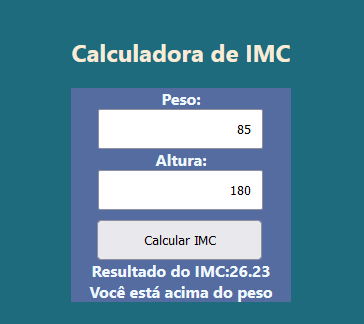 Calculadora de IMC
Peso:
85
Altura:
180
Calcular IMC
Resultado do IMC:26.23
Você está acima do peso